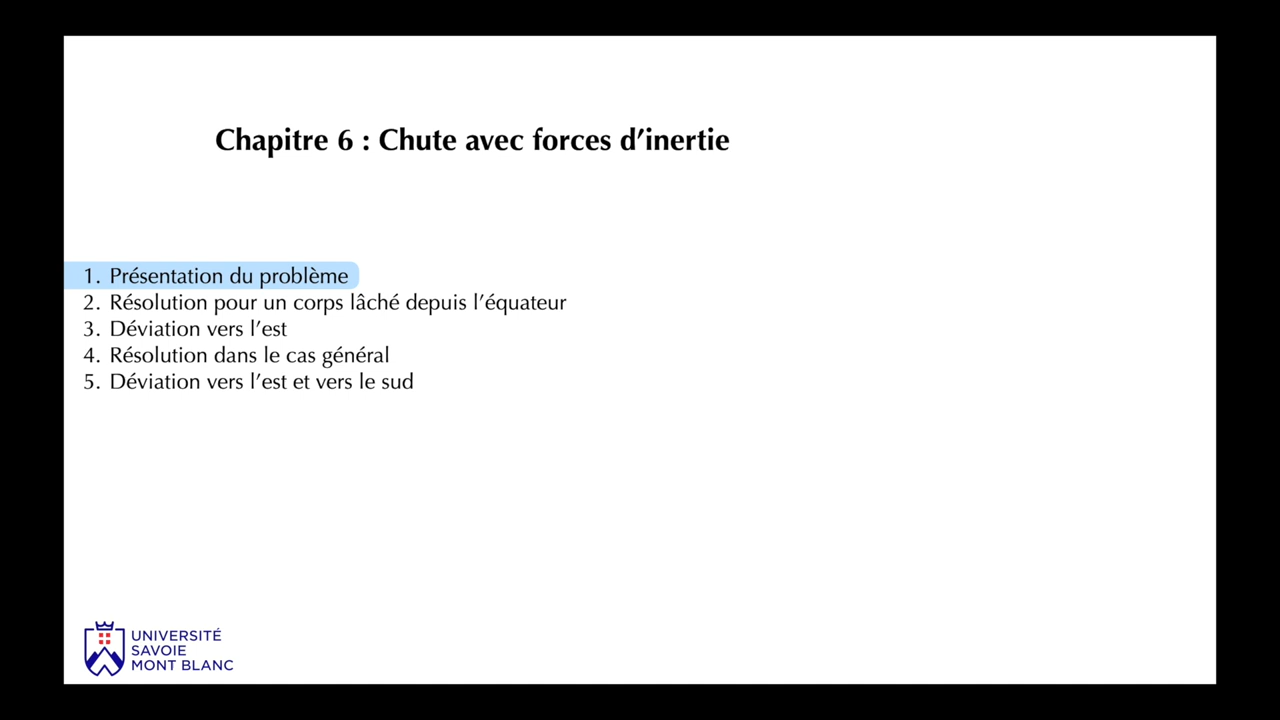 Chapitre 6 : Chute avec forces d’inertie
1. Présentation du problème
2. Résolution pour un corps lâché depuis l’équateur
3. Déviation vers l’est
4. Résolution dans le cas général
5. Déviation vers l’est et vers le sud
UNIVERSITÉ
SAVOIE
MONT BLANC